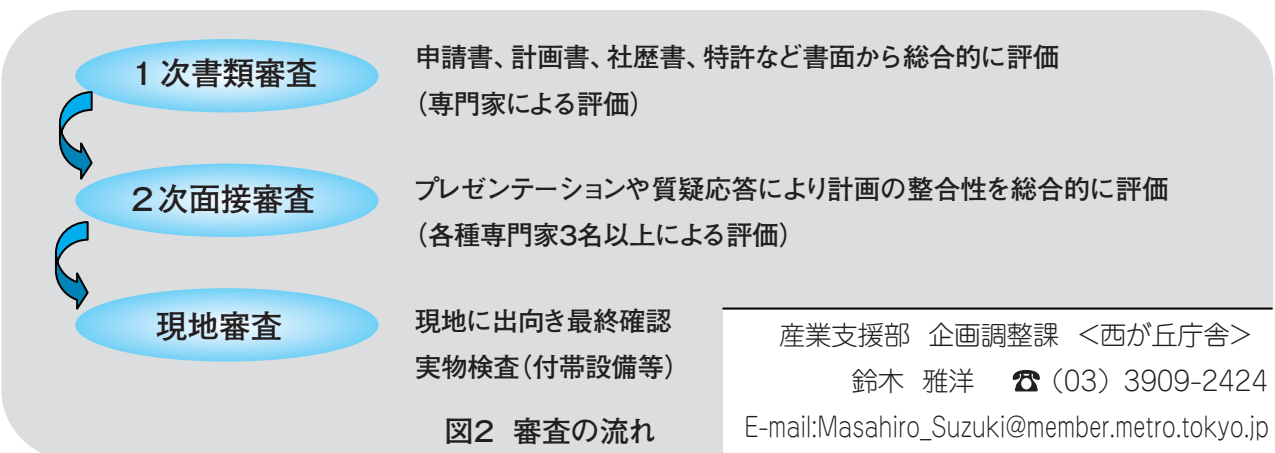 1次書類審査
申請書、計画書、社歴書、特許など書面から総合的に評価
（専門家による評価）
2次面接審査
プレゼンテーションや質疑応答により計画の整合性を総合的に評価
（各種専門家3名以上による評価）
現地審査
現地に出向き最終確認
実物検査（付帯設備等）
図2 審査の流れ
産業支援部 企画調整課 <西が丘庁舎>
鈴木 雅洋 ☎（03）3909-2424
E-mail:Masahiro_Suzuki@member.metro.tokyo.jp